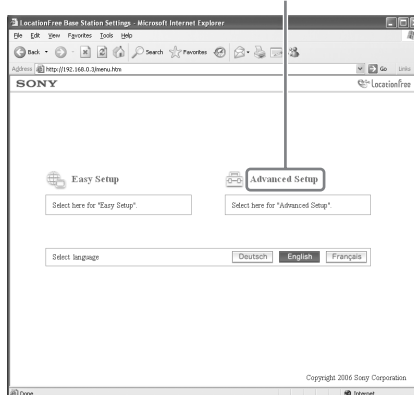 LocationFree Base Station Settings - Microsoft Internet Explorer
File Edit View Favorites Tools Help
Back Search Favorites
Address http://192.168.0.3/menu.htm Go Links
SONY LocationFree
Easy Setup Advanced Setup
Select here for "Easy Setup". Select here for "Advanced Setup".
Select language Deutsch English Français
Copyright 2006 Sony Corporation
Done Internet